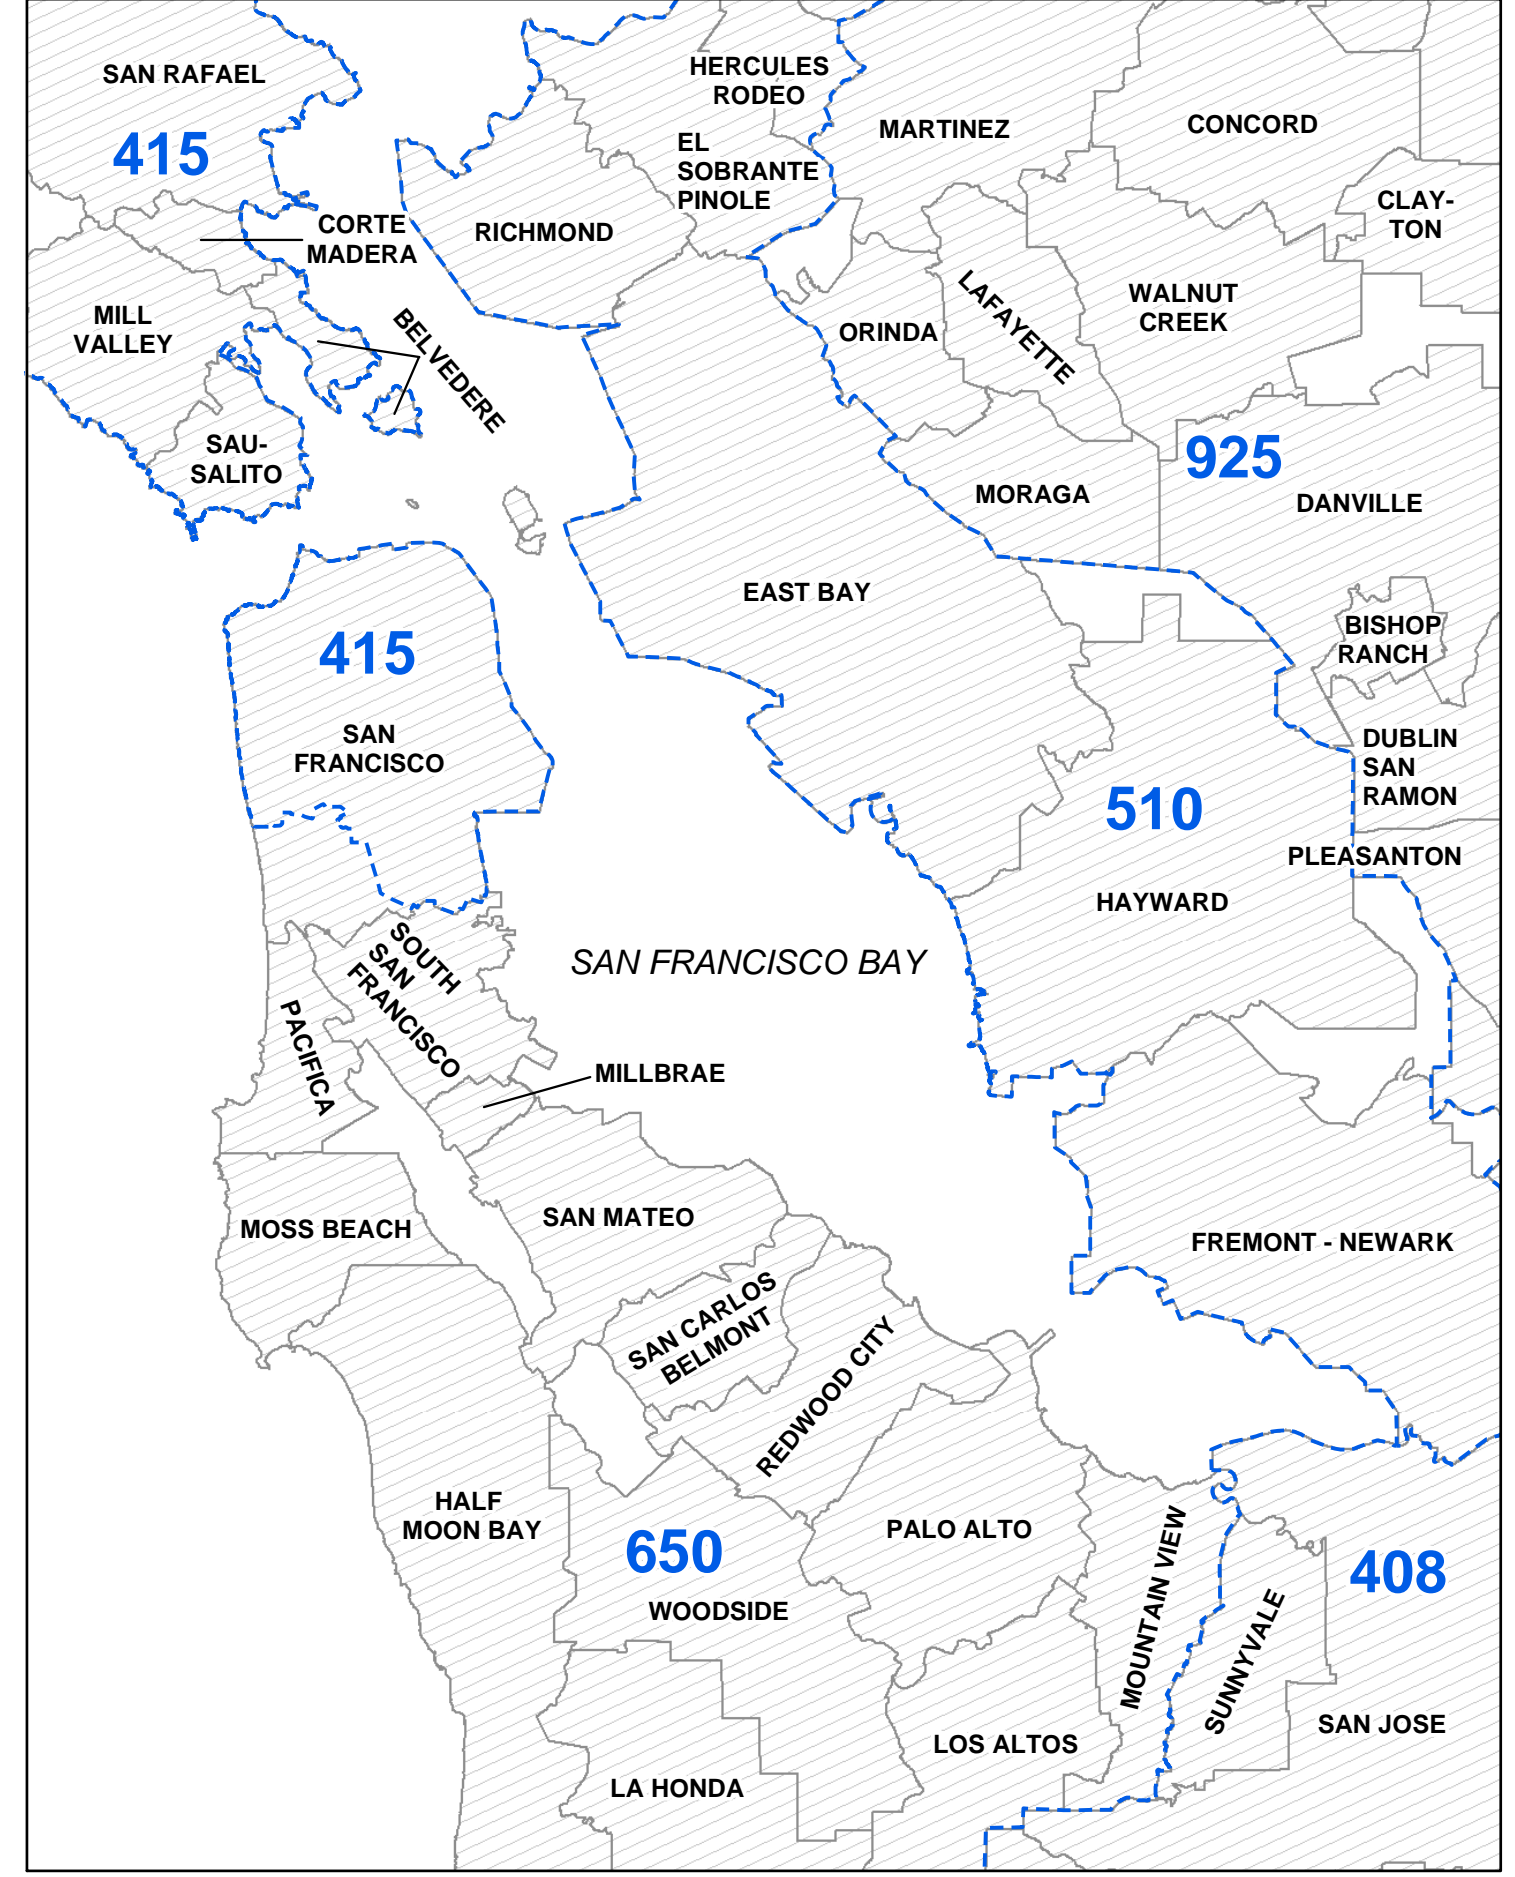 SAN RAFAEL
415
CORTE
MADERA
MILL
VALLEY
BELVEDERE
SAU-
SALITO
HERCULES
RODEO
EL
SOBRANTE
PINOLE
RICHMOND
MARTINEZ
CONCORD
CLAY-
TON
ORINDA
LAFAYETTE
WALNUT
CREEK
925
MORAGA
DANVILLE
EAST BAY
BISHOP
RANCH
415
SAN
FRANCISCO
DUBLIN
SAN
RAMON
510
PLEASANTON
HAYWARD
SAN FRANCISCO BAY
SOUTH
SAN
FRANCISCO
PACIFICA
MILLBRAE
MOSS BEACH
SAN MATEO
FREMONT - NEWARK
SAN CARLOS
BELMONT
REDWOOD CITY
HALF
MOON BAY
650
WOODSIDE
PALO ALTO
MOUNTAIN VIEW
408
SUNNYVALE
SAN JOSE
LOS ALTOS
LA HONDA